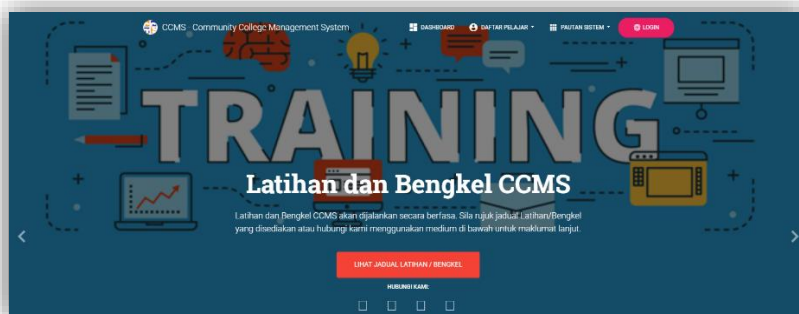 CCMS - Community College Management System
DASHBOARD
DAFTAR PELAJAR
PAUTAN SISTEM
LOGIN
TRAINING
Latihan dan Bengkel CCMS
Latihan dan Bengkel CCMS akan dijalankan secara berfasa. Sila rujuk jadual Latihan/Bengkel
yang disediakan atau hubungi kami menggunakan medium di bawah untuk maklumat lanjut.
LIHAT JADUAL LATIHAN / BENGKEL
HUBUNGI KAMI: